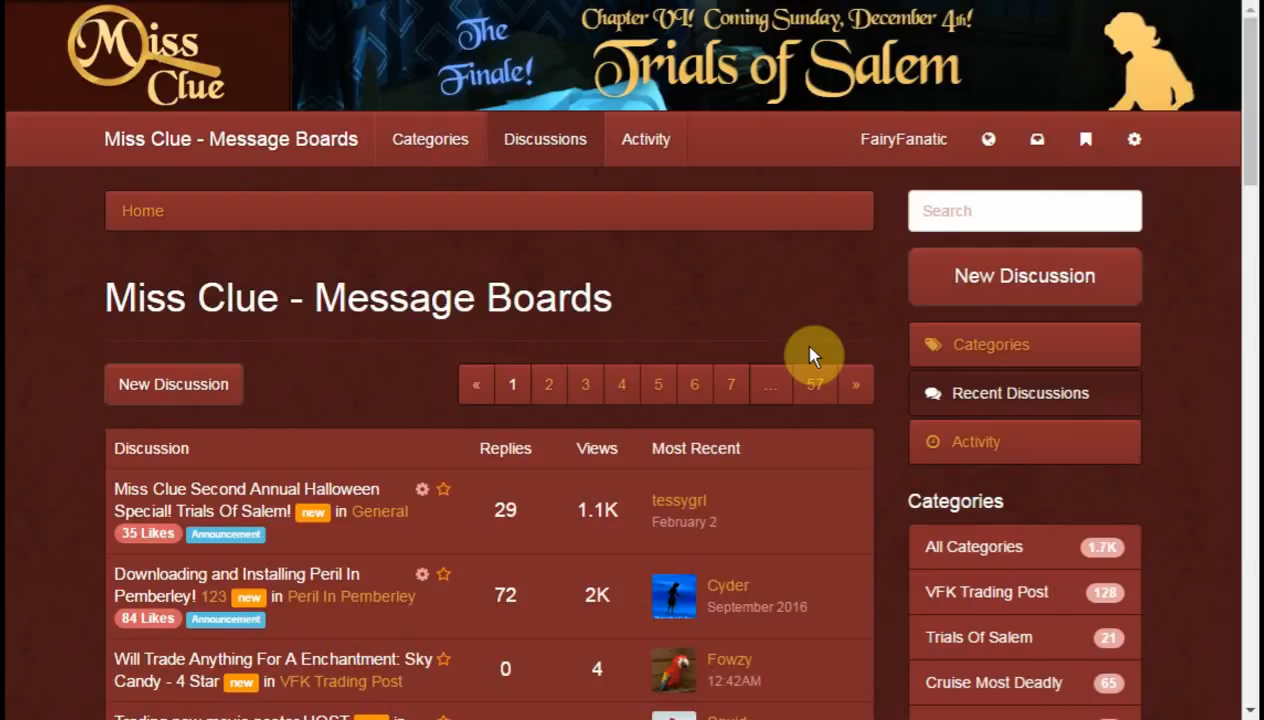 Miss
Clue
The
Finale!
Chapter VI! Coming Sunday, December 4th!
Trials of Salem
Miss Clue - Message Boards
Categories
Discussions
Activity
FairyFanatic
Home
Search
New Discussion
Miss Clue - Message Boards
Categories
Recent Discussions
Activity
New Discussion
« 1 2 3 4 5 6 7 ... 57 »
Discussion Replies Views Most Recent
Miss Clue Second Annual Halloween
Special! Trials Of Salem! new in General
35 Likes Announcement
29 1.1K
tessygrl
February 2
Downloading and Installing Peril In
Pemberley! 123 new in Peril In Pemberley
84 Likes Announcement
72 2K
Cyder
September 2016
Will Trade Anything For A Enchantment: Sky
Candy - 4 Star new in VFK Trading Post
0 4
Fowzy
12:42AM
Categories
All Categories 1.7K
VFK Trading Post 128
Trials Of Salem 21
Cruise Most Deadly 65